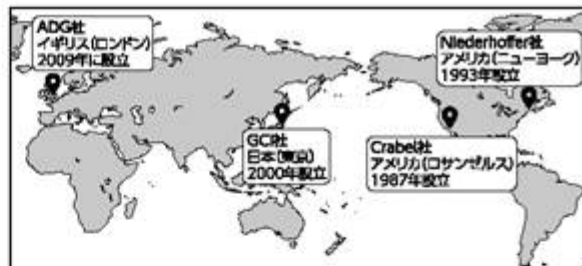 ADG社
イギリス(ロンドン)
2009年に設立
Niederhoffer社
アメリカ(ニューヨーク)
1993年設立
GCI社
日本(東京)
2000年設立
Crabel社
アメリカ(ロサンゼルス)
1987年設立